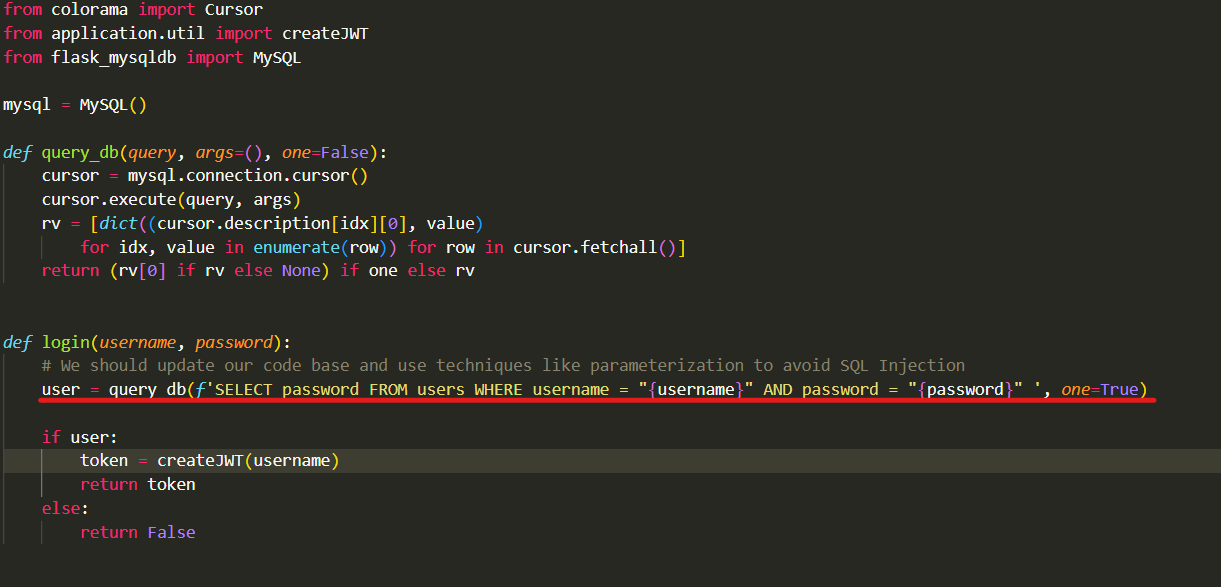 from colorama import Cursor
from application.util import createJWT
from flask_mysqldb import MySQL
mysql = MySQL()
def query_db(query, args=(), one=False):
cursor = mysql.connection.cursor()
cursor.execute(query, args)
rv = [dict((cursor.description[idx][0], value)
for idx, value in enumerate(row)) for row in cursor.fetchall()]
return (rv[0] if rv else None) if one else rv
def login(username, password):
# We should update our code base and use techniques like parameterization to avoid SQL Injection
user = query_db(f'SELECT password FROM users WHERE username = "{username}" AND password = "{password}" ', one=True)
if user:
token = createJWT(username)
return token
else:
return False